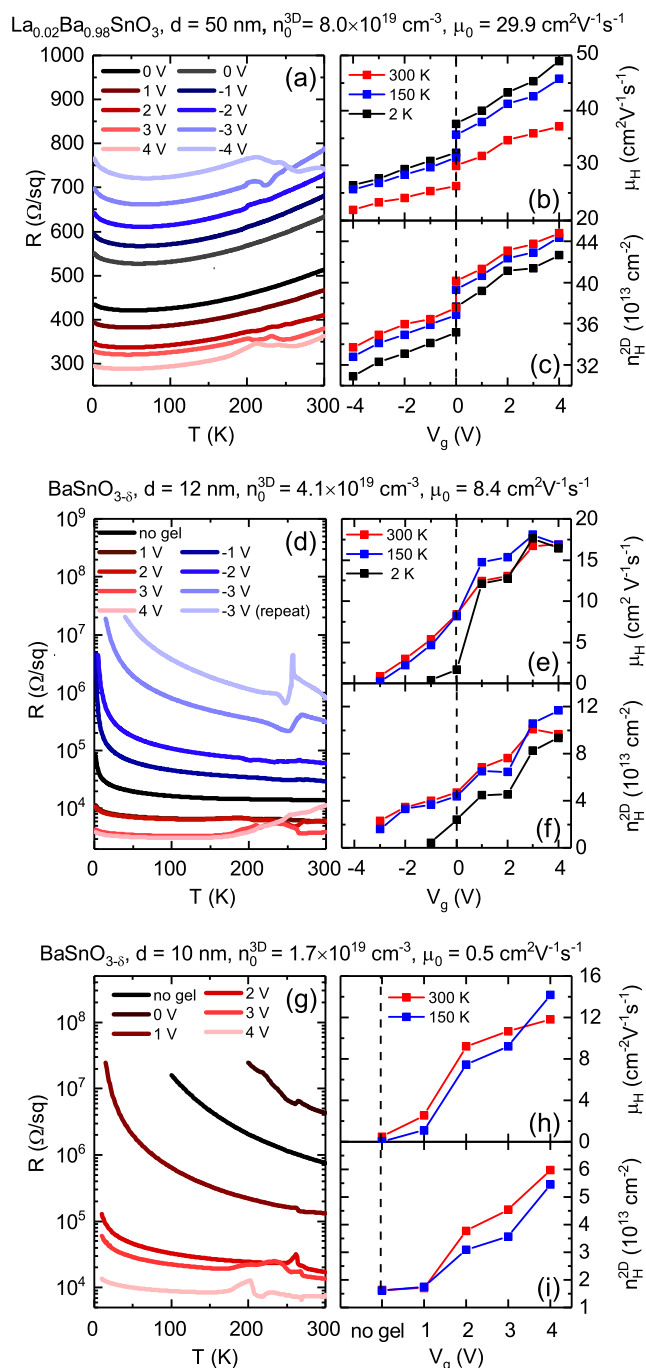 La0.02Ba0.98SnO3, d = 50 nm, n0^3D = 8.0×10^19 cm^-3, μ0 = 29.9 cm^2V^-1s^-1
(a)
0 V 0 V
1 V -1 V
2 V -2 V
3 V -3 V
4 V -4 V
R (Ω/sq)
1000
900
800
700
600
500
400
300
0 100 200 300
T (K)
300 K
150 K
2 K
(b)
μH (cm^2V^-1s^-1)
50
40
30
20
(c)
n_H^2D (10^13 cm^-2)
44
40
36
32
-4 -2 0 2 4
Vg (V)
BaSnO3-δ, d = 12 nm, n0^3D = 4.1×10^19 cm^-3, μ0 = 8.4 cm^2V^-1s^-1
(d)
no gel
1 V -1 V
2 V -2 V
3 V -3 V
4 V -3 V (repeat)
R (Ω/sq)
10^9
10^8
10^7
10^6
10^5
10^4
0 100 200 300
T (K)
300 K
150 K
2 K
(e)
μH (cm^2 V^-1s^-1)
20
15
10
5
0
(f)
n_H^2D (10^13 cm^-2)
12
8
4
0
-4 -2 0 2 4
Vg (V)
BaSnO3-δ, d = 10 nm, n0^3D = 1.7×10^19 cm^-3, μ0 = 0.5 cm^2V^-1s^-1
(g)
no gel 2 V
0 V 3 V
1 V 4 V
R (Ω/sq)
10^8
10^7
10^6
10^5
10^4
0 100 200 300
T (K)
300 K
150 K
(h)
μH (cm^-2V^-1s^-1)
16
12
8
4
0
(i)
n_H^2D (10^13 cm^-2)
6
5
4
3
2
1
no gel 1 2 3 4
Vg (V)